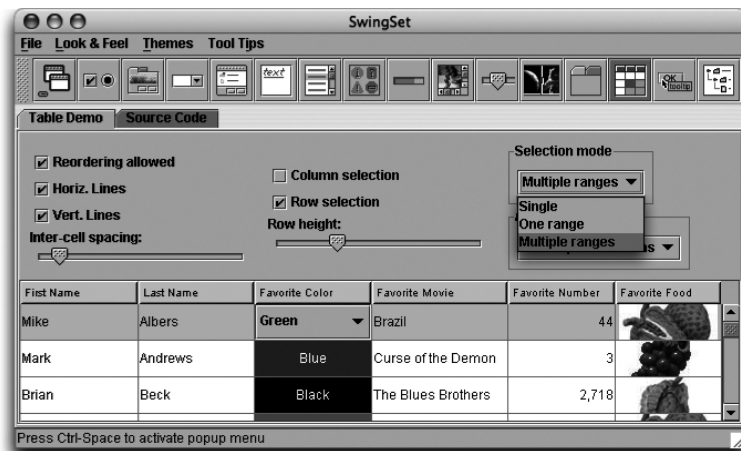 SwingSet
File Look & Feel Themes Tool Tips
text
OK
tooltip
Table Demo Source Code
Reordering allowed
Horiz. Lines
Vert. Lines
Inter-cell spacing:
Column selection
Row selection
Row height:
Selection mode
Multiple ranges
Single
One range
Multiple ranges
First Name Last Name Favorite Color Favorite Movie Favorite Number Favorite Food
Mike Albers Green Brazil 44
Mark Andrews Blue Curse of the Demon 3
Brian Beck Black The Blues Brothers 2,718
Press Ctrl-Space to activate popup menu